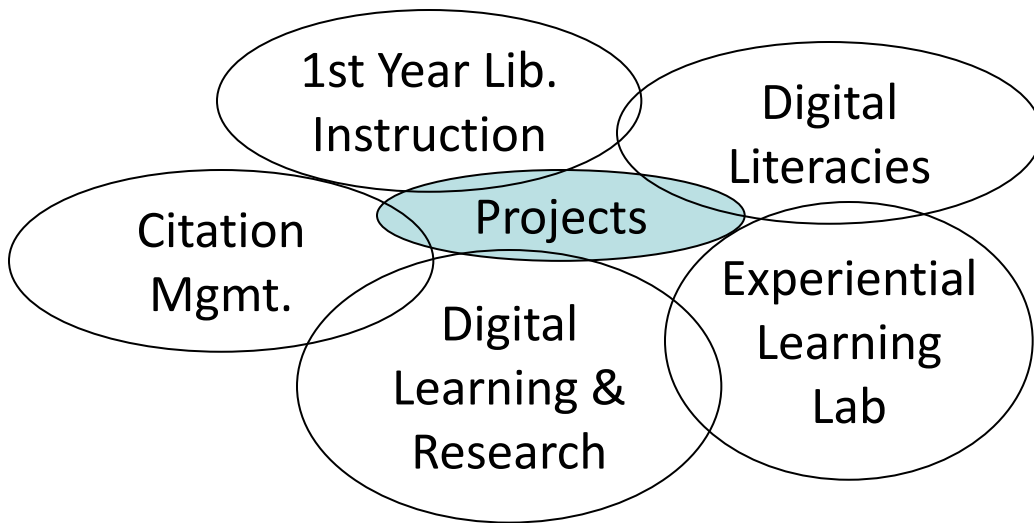 1st Year Lib.
Instruction
Digital
Literacies
Projects
Citation
Mgmt.
Digital
Learning &
Research
Experiential
Learning
Lab